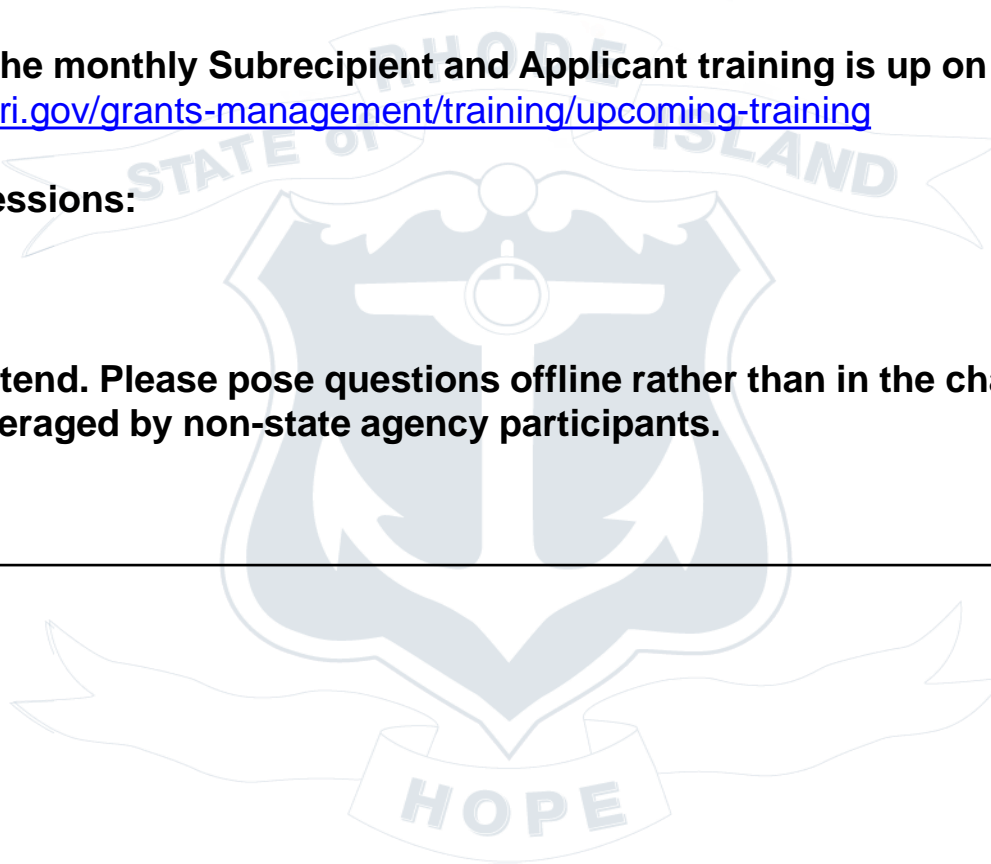 RHODE
he monthly Subrecipient and Applicant training is up on
ri.gov/grants-management/training/upcoming-training
STATE of ISLAND
essions:
tend. Please pose questions offline rather than in the cha
eraged by non-state agency participants.
HOPE